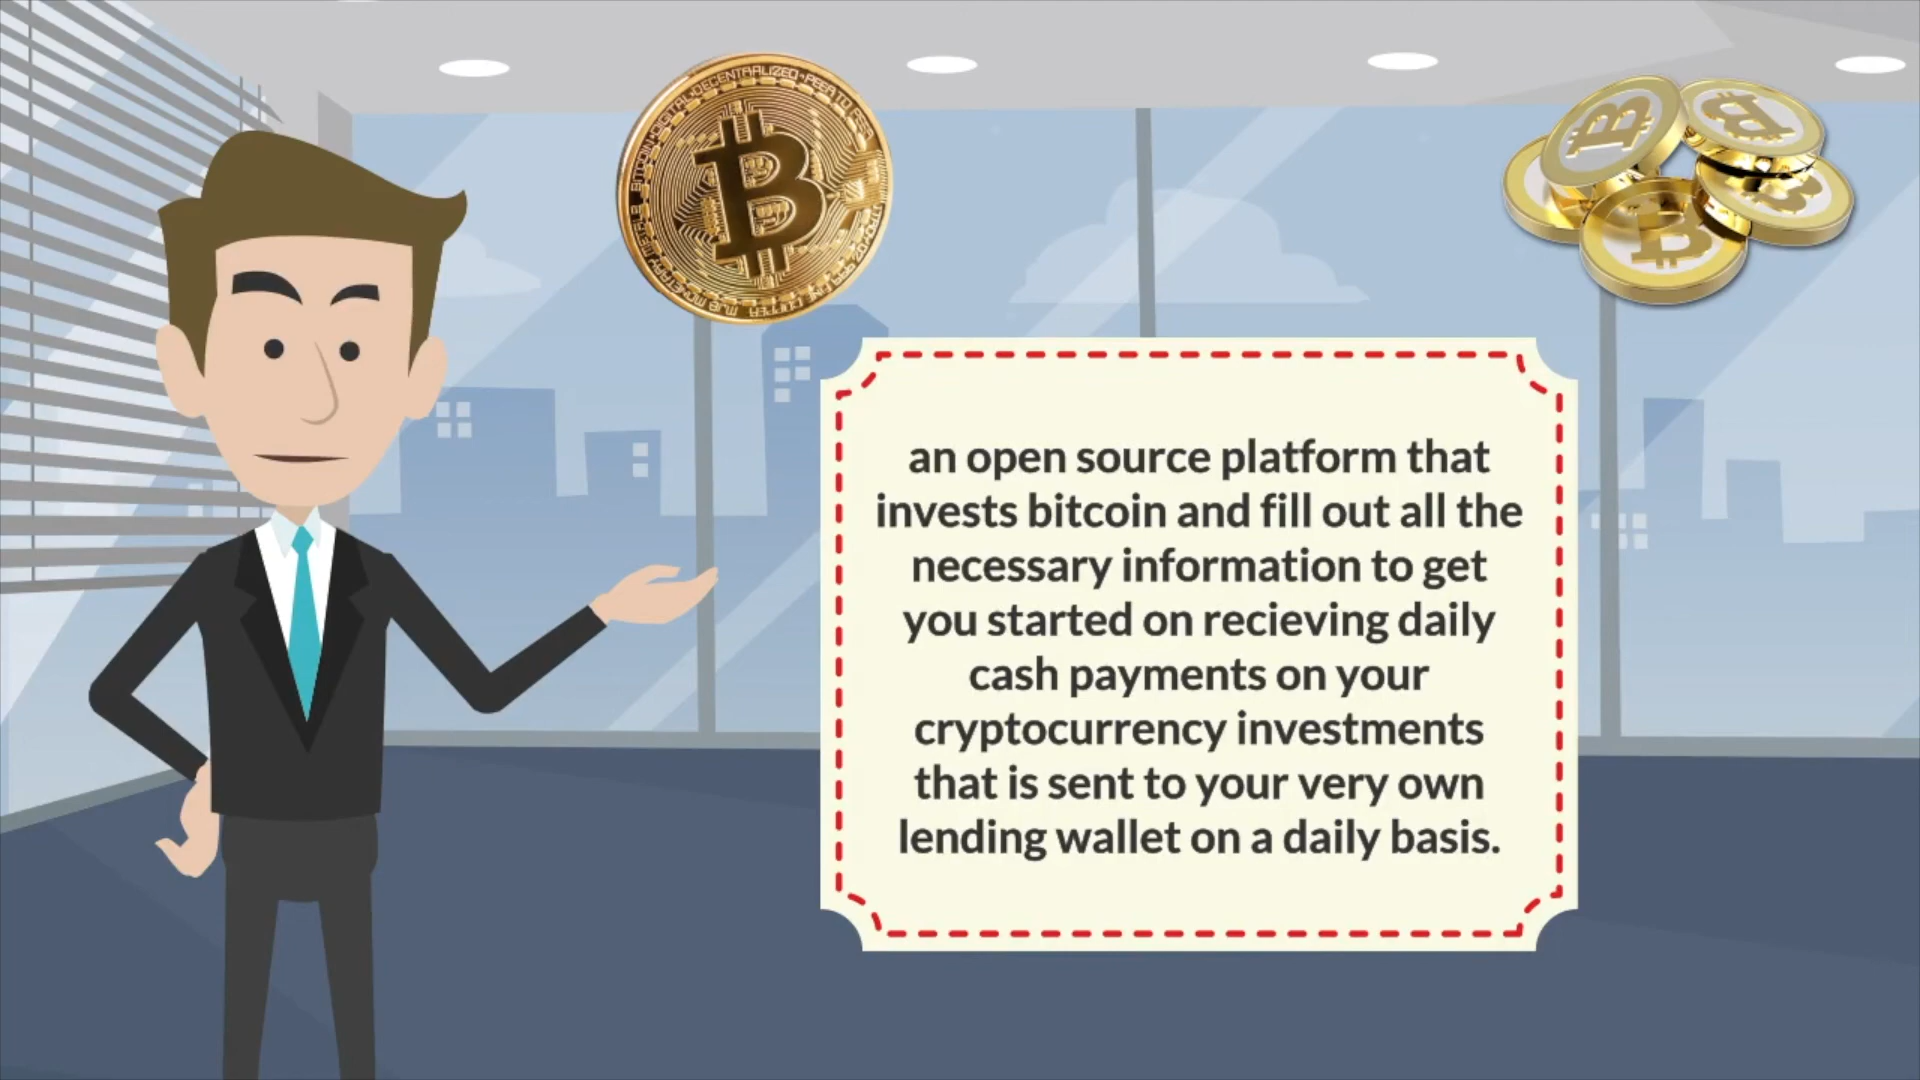 an open source platform that
invests bitcoin and fill out all the
necessary information to get
you started on recieving daily
cash payments on your
cryptocurrency investments
that is sent to your very own
lending wallet on a daily basis.